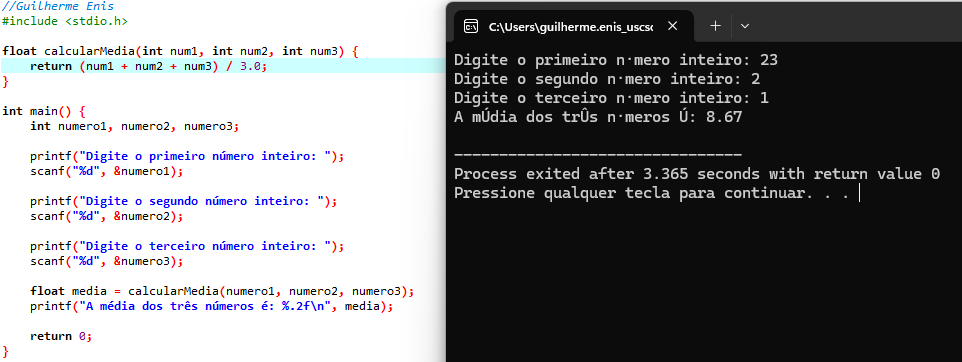 //Guilherme Enis
#include <stdio.h>
float calcularMedia(int num1, int num2, int num3) {
return (num1 + num2 + num3) / 3.0;
}
int main() {
int numero1, numero2, numero3;
printf("Digite o primeiro número inteiro: ");
scanf("%d", &numero1);
printf("Digite o segundo número inteiro: ");
scanf("%d", &numero2);
printf("Digite o terceiro número inteiro: ");
scanf("%d", &numero3);
float media = calcularMedia(numero1, numero2, numero3);
printf("A média dos três números é: %.2f\n", media);
return 0;
}
C:\Users\guilherme.enis_uscsc
Digite o primeiro n·mero inteiro: 23
Digite o segundo n·mero inteiro: 2
Digite o terceiro n·mero inteiro: 1
A mÚdia dos trÛs n·meros Ú: 8.67
--------------------------------
Process exited after 3.365 seconds with return value 0
Pressione qualquer tecla para continuar. . .